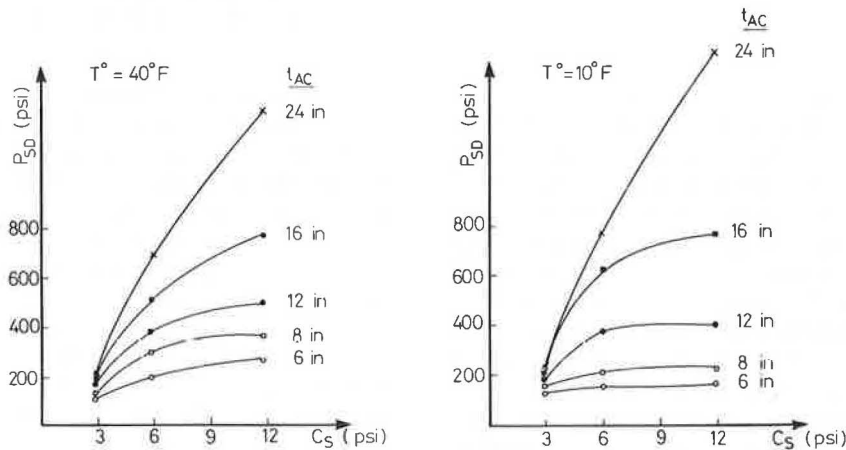 T° = 40°F
t_AC
24 in
16 in
12 in
8 in
6 in
P_SD (psi)
800
600
400
200
3 6 9 12 C_S (psi)
T° = 10°F
t_AC
24 in
16 in
12 in
8 in
6 in
P_SD (psi)
800
600
400
200
3 6 9 12 C_S (psi)